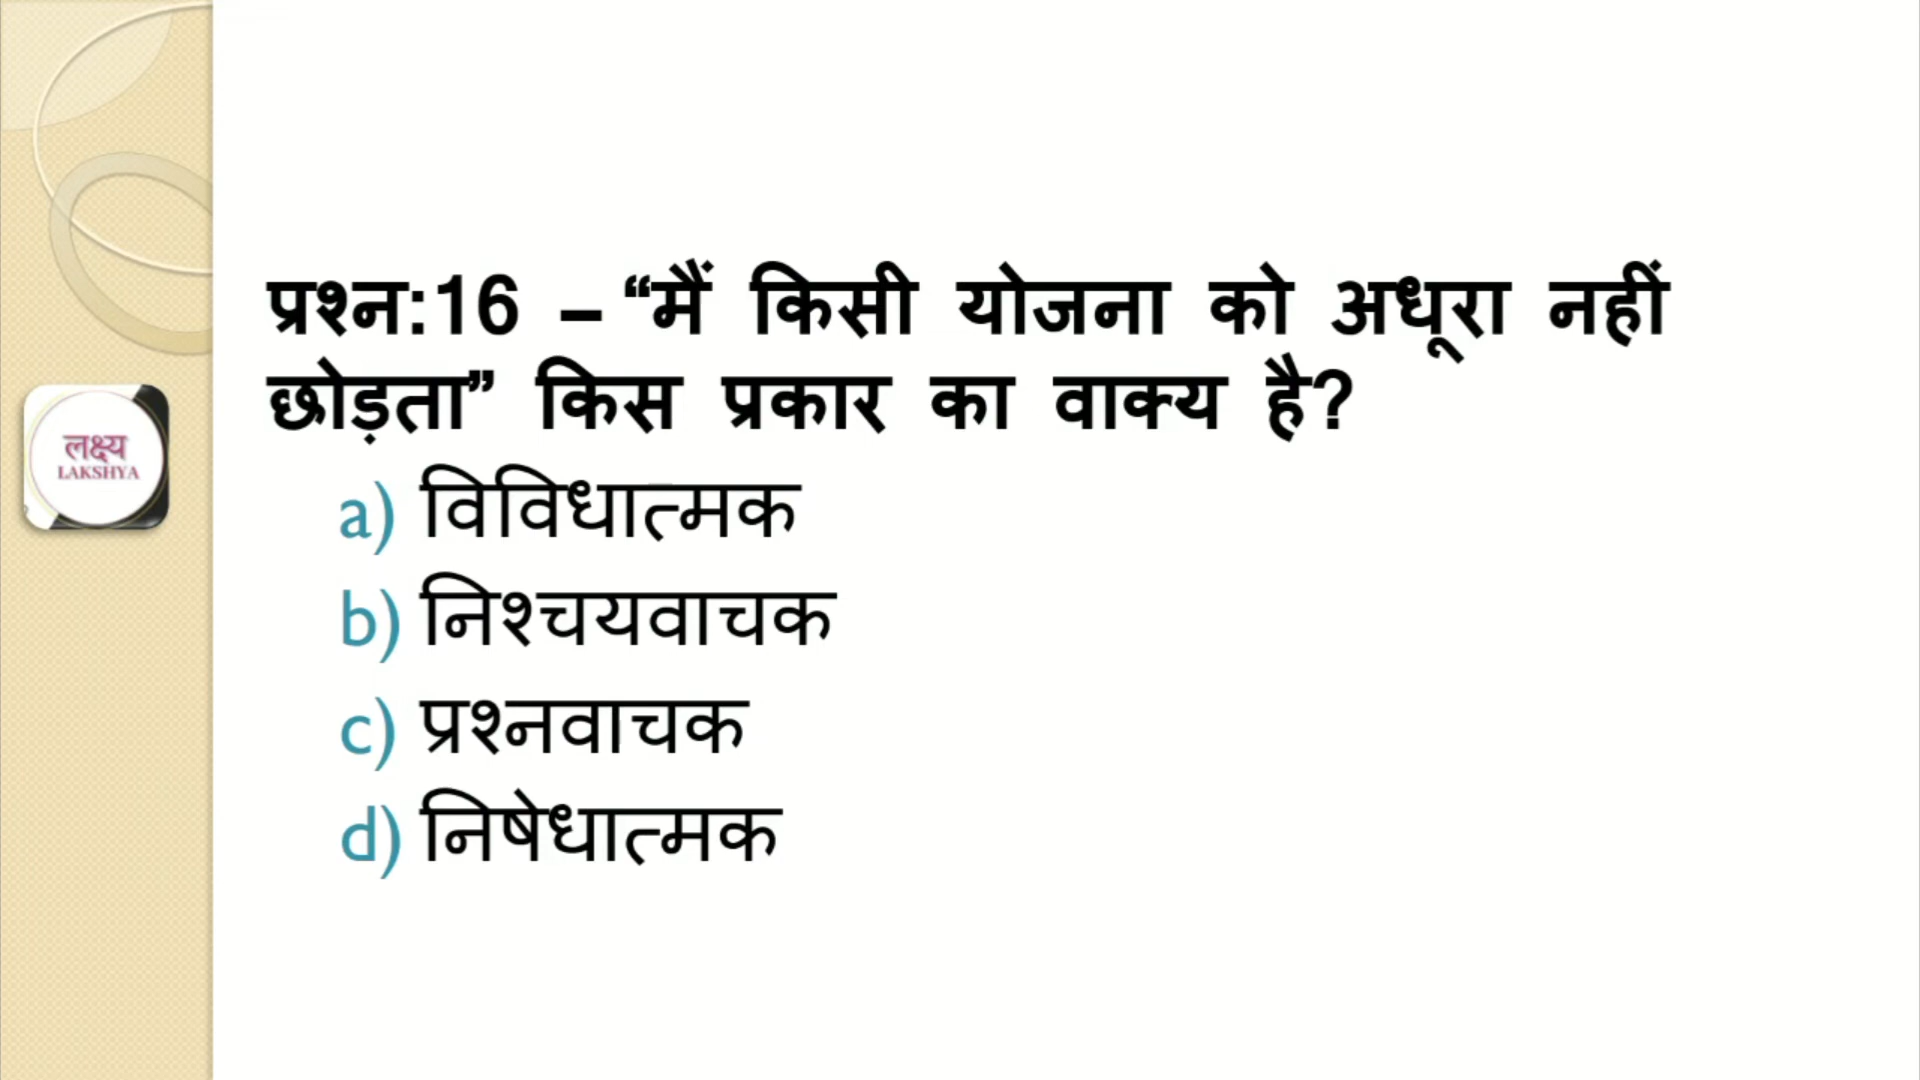 प्रश्न:16 – “मैं किसी योजना को अधूरा नहीं
छोड़ता” किस प्रकार का वाक्य है?
a) विविधात्मक
b) निश्चयवाचक
c) प्रश्नवाचक
d) निषेधात्मक
लक्ष्य
LAKSHYA